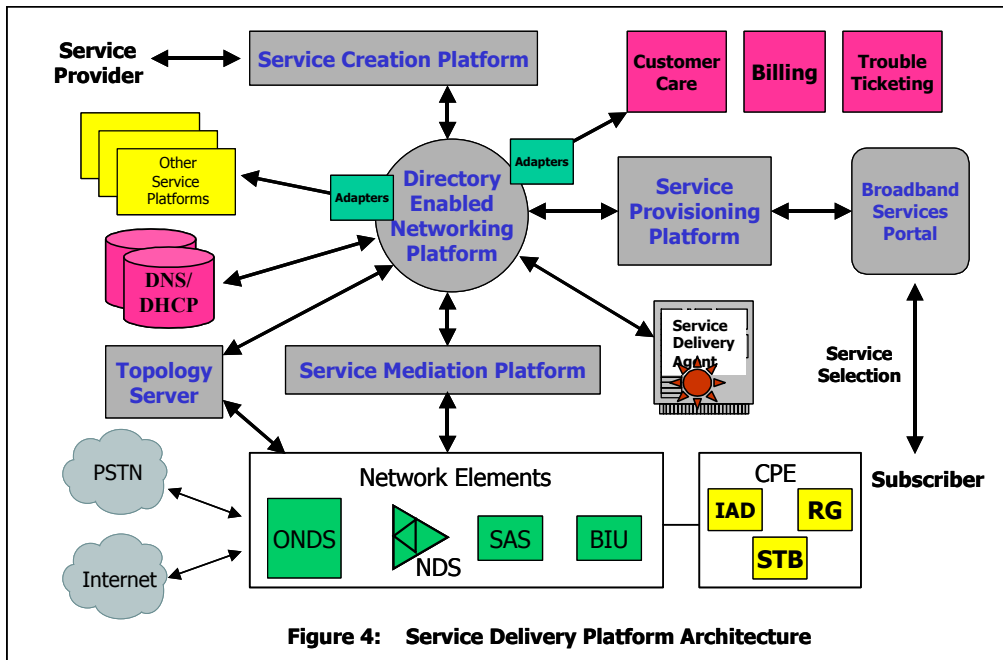 Service
Provider
Service Creation Platform
Customer
Care
Billing
Trouble
Ticketing
Other
Service
Platforms
Adapters
Adapters
Directory
Enabled
Networking
Platform
Service
Provisioning
Platform
Broadband
Services
Portal
DNS/
DHCP
Topology
Server
Service Mediation Platform
Service
Delivery
Agent
Service
Selection
Subscriber
PSTN
Internet
Network Elements
ONDS
NDS
SAS
BIU
CPE
IAD
RG
STB
Figure 4: Service Delivery Platform Architecture